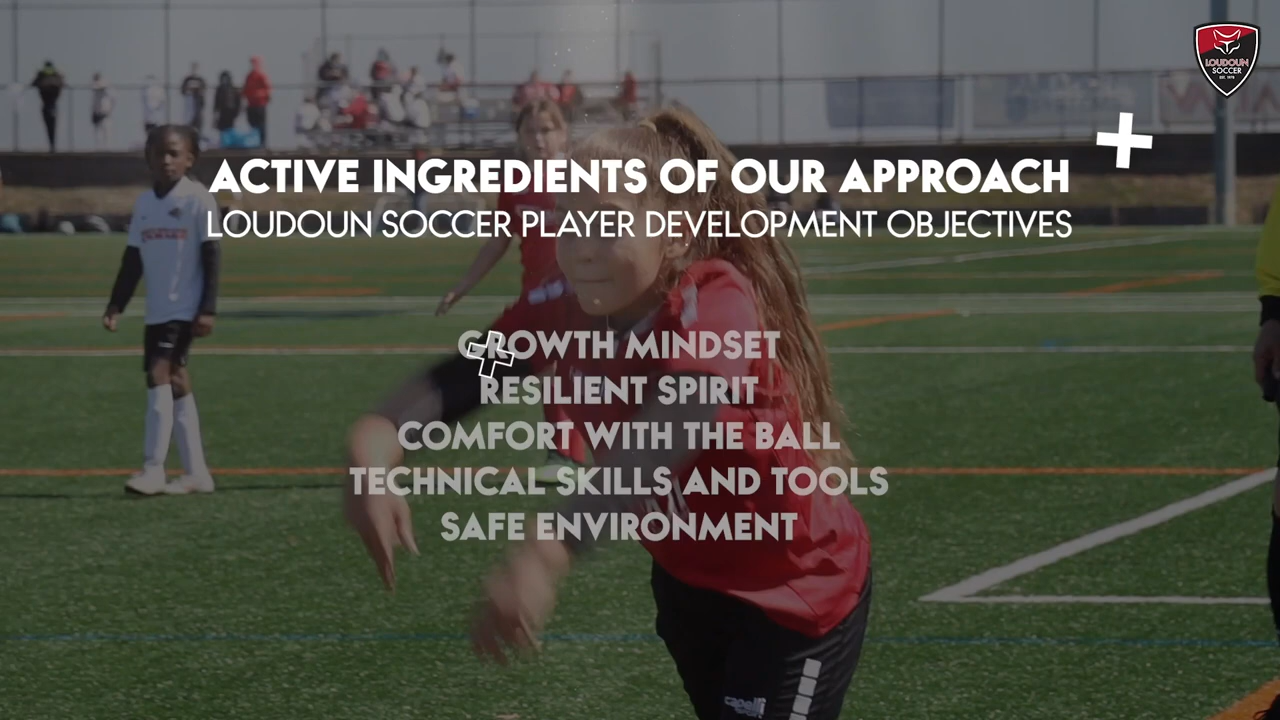 LOUDOUN
SOCCER
ACTIVE INGREDIENTS OF OUR APPROACH
LOUDOUN SOCCER PLAYER DEVELOPMENT OBJECTIVES
GROWTH MINDSET
RESILIENT SPIRIT
COMFORT WITH THE BALL
TECHNICAL SKILLS AND TOOLS
SAFE ENVIRONMENT
capelli